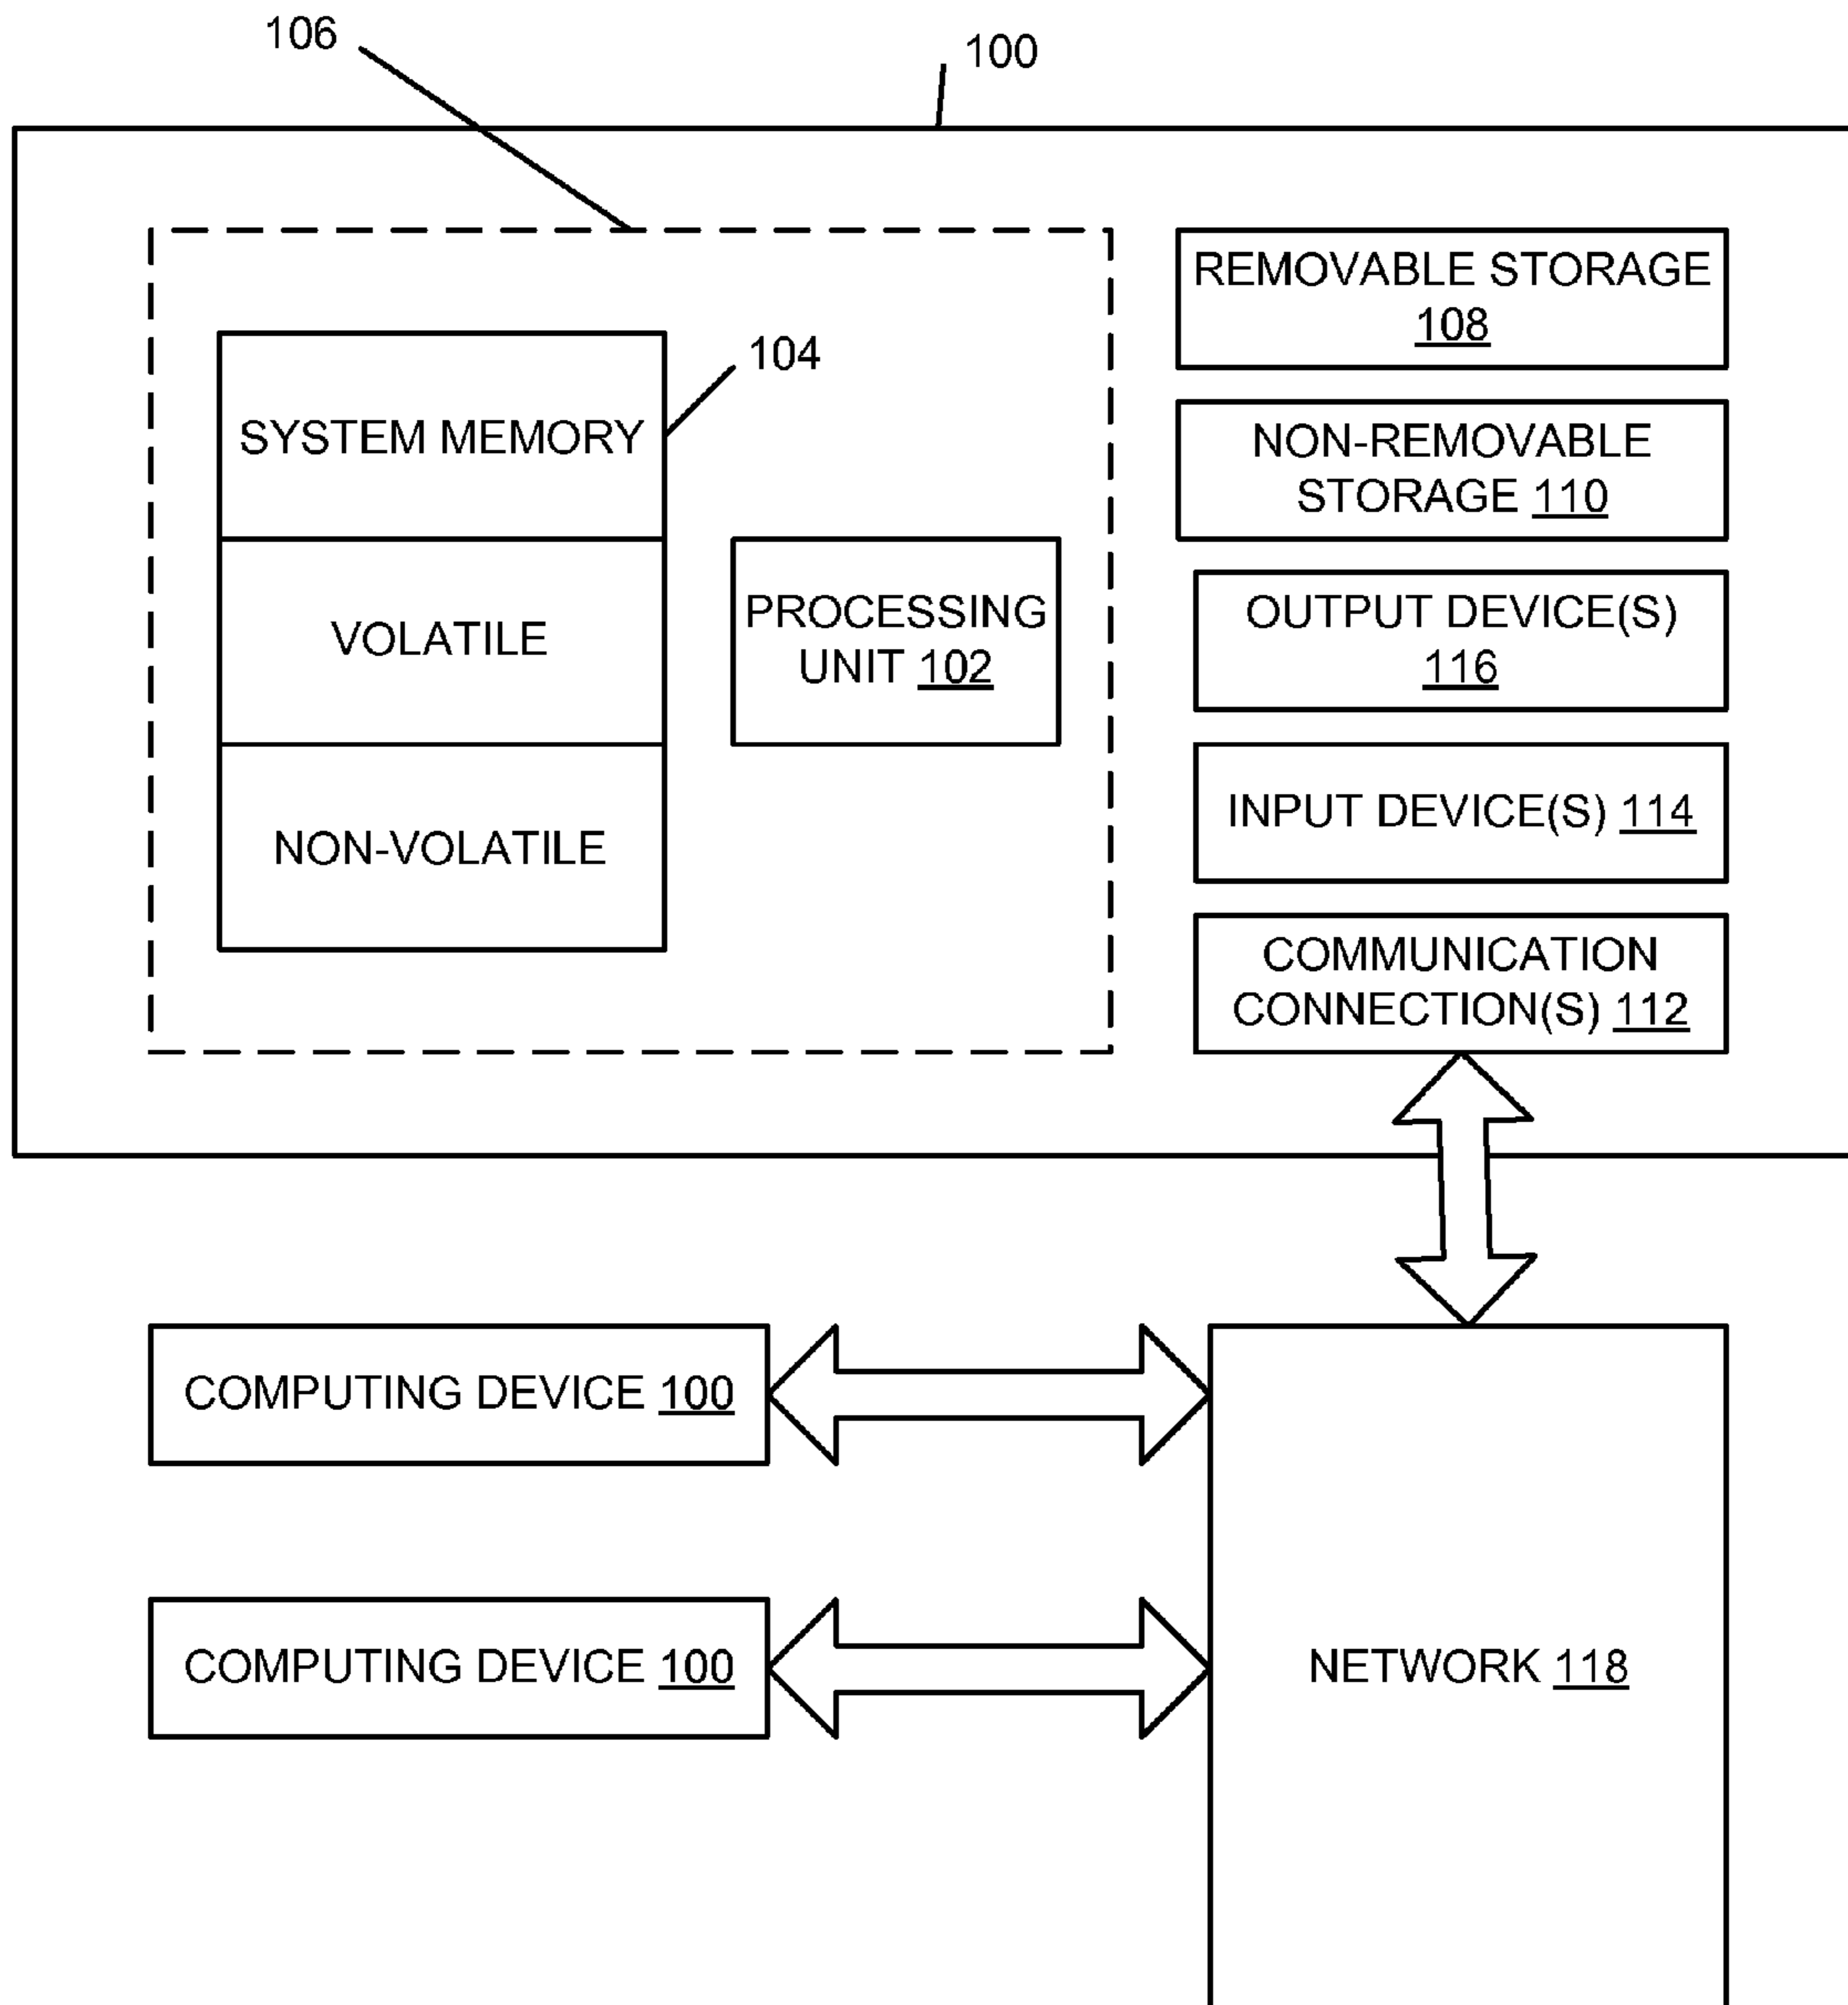 106
100
REMOVABLE STORAGE
108
104
SYSTEM MEMORY
NON-REMOVABLE
STORAGE 110
VOLATILE
PROCESSING
UNIT 102
OUTPUT DEVICE(S)
116
NON-VOLATILE
INPUT DEVICE(S) 114
COMMUNICATION
CONNECTION(S) 112
COMPUTING DEVICE 100
COMPUTING DEVICE 100
NETWORK 118